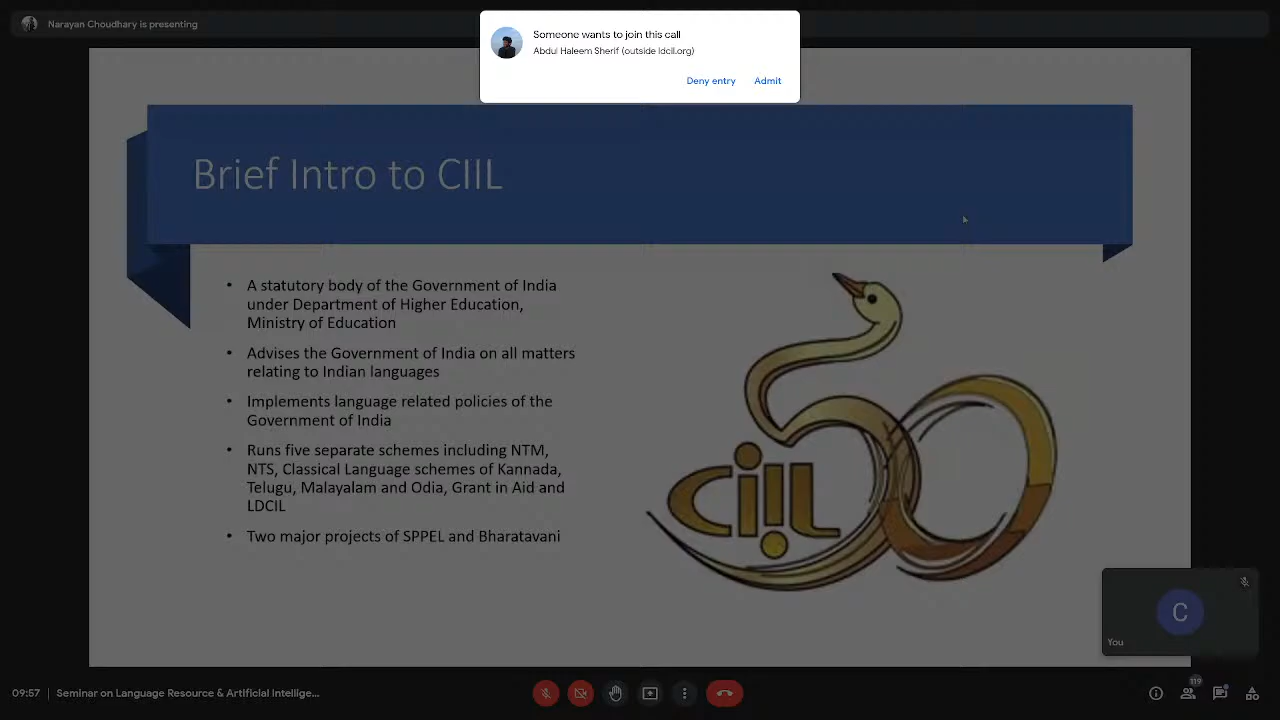 Narayan Choudhary is presenting
Someone wants to join this call
Abdul Haleem Sherif (outside ldcil.org)
Deny entry Admit
Brief Intro to CIIL
• A statutory body of the Government of India
under Department of Higher Education,
Ministry of Education
• Advises the Government of India on all matters
relating to Indian languages
• Implements language related policies of the
Government of India
• Runs five separate schemes including NTM,
NTS, Classical Language schemes of Kannada,
Telugu, Malayalam and Odia, Grant in Aid and
LDCIL
• Two major projects of SPPEL and Bharatavani
50
CiiL
C
You
09:57 | Seminar on Language Resource & Artificial Intellige...
119